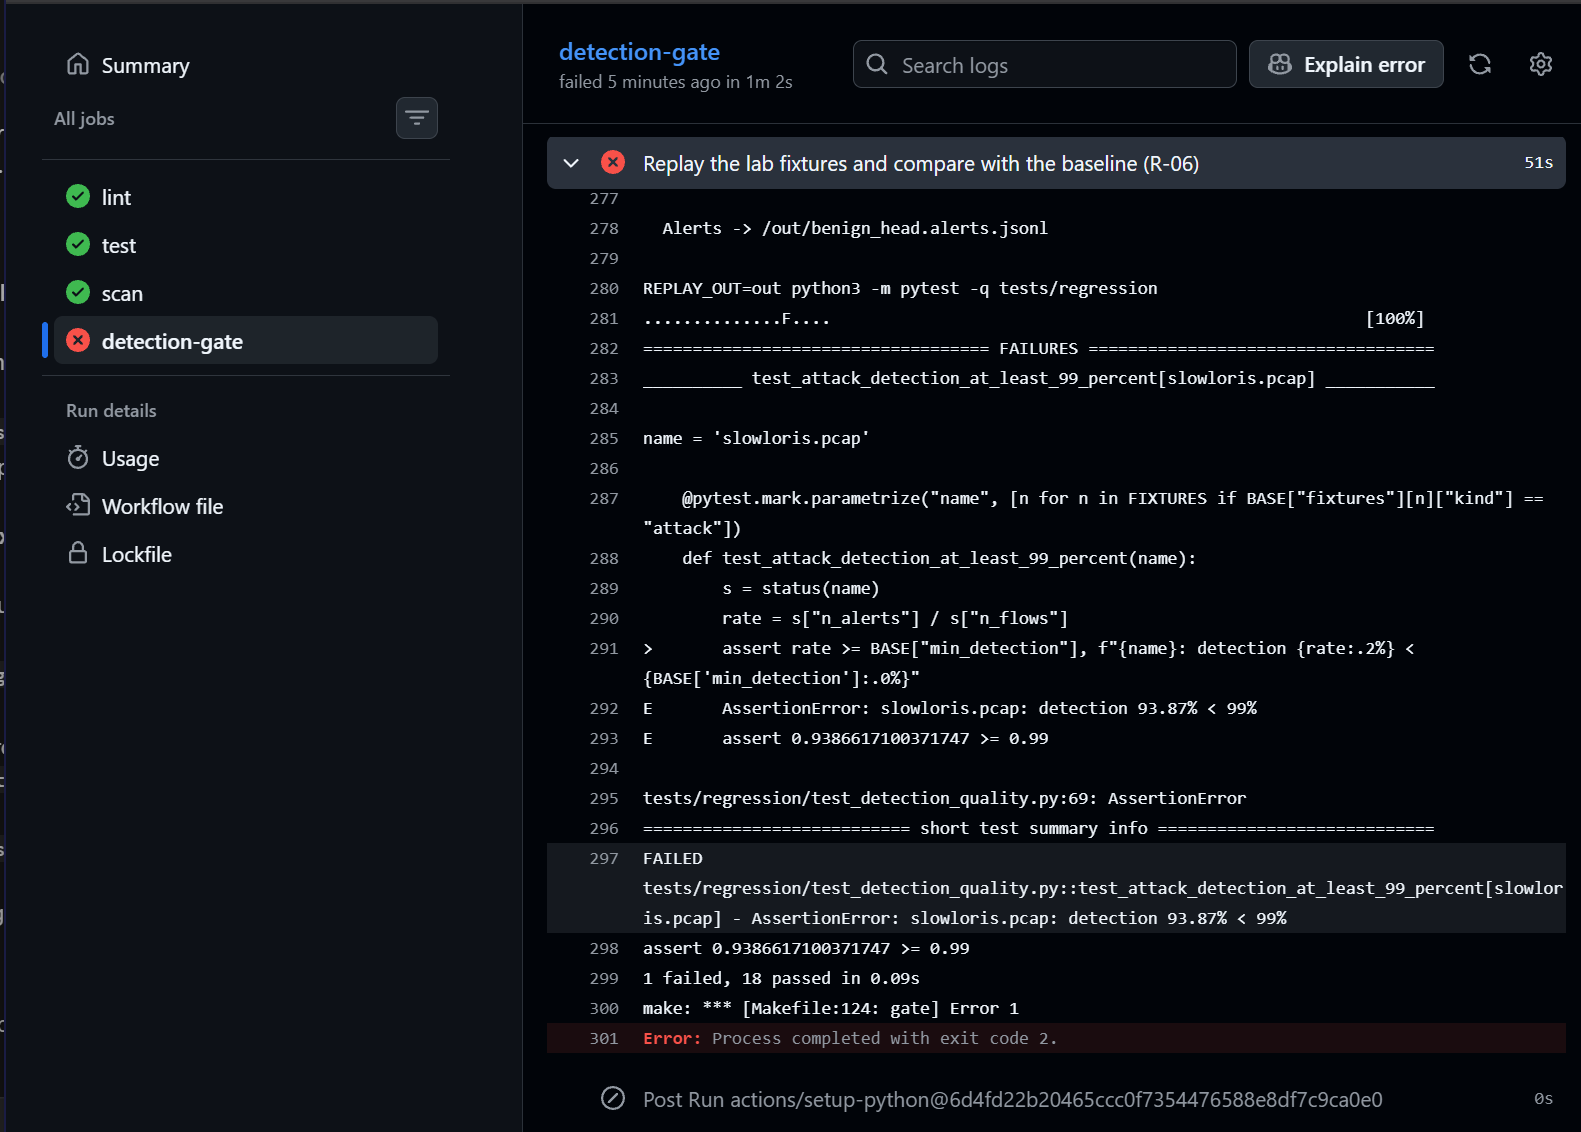 Summary
All jobs
lint
test
scan
detection-gate
Run details
Usage
Workflow file
Lockfile
detection-gate
failed 5 minutes ago in 1m 2s
Search logs
Explain error
Replay the lab fixtures and compare with the baseline (R-06)
51s
277
278 Alerts -> /out/benign_head.alerts.jsonl
279
280 REPLAY_OUT=out python3 -m pytest -q tests/regression
281 ..............F.... [100%]
282 =================================== FAILURES ===================================
283 __________ test_attack_detection_at_least_99_percent[slowloris.pcap] ___________
284
285 name = 'slowloris.pcap'
286
287 @pytest.mark.parametrize("name", [n for n in FIXTURES if BASE["fixtures"][n]["kind"] ==
"attack"])
288 def test_attack_detection_at_least_99_percent(name):
289 s = status(name)
290 rate = s["n_alerts"] / s["n_flows"]
291 > assert rate >= BASE["min_detection"], f"{name}: detection {rate:.2%} <
{BASE['min_detection']:.0%}"
292 E AssertionError: slowloris.pcap: detection 93.87% < 99%
293 E assert 0.9386617100371747 >= 0.99
294
295 tests/regression/test_detection_quality.py:69: AssertionError
296 =========================== short test summary info ============================
297 FAILED
tests/regression/test_detection_quality.py::test_attack_detection_at_least_99_percent[slowlor
is.pcap] - AssertionError: slowloris.pcap: detection 93.87% < 99%
298 assert 0.9386617100371747 >= 0.99
299 1 failed, 18 passed in 0.09s
300 make: *** [Makefile:124: gate] Error 1
301 Error: Process completed with exit code 2.
Post Run actions/setup-python@6d4fd22b20465ccc0f7354476588e8df7c9ca0e0
0s